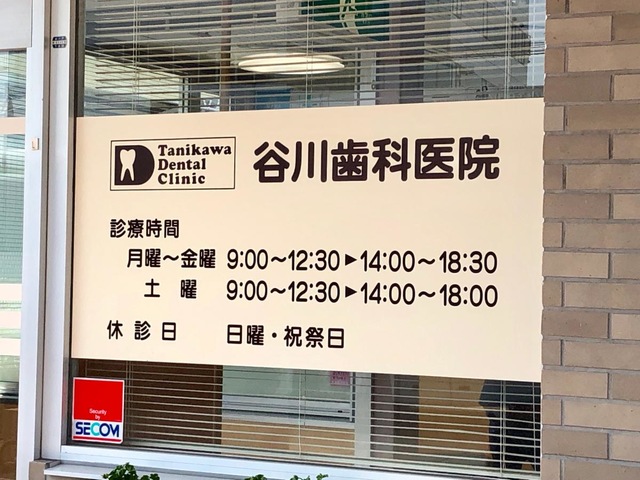 Tanikawa
Dental
Clinic
谷川歯科医院
診療時間
月曜〜金曜 9:00〜12:30▶14:00〜18:30
土 曜 9:00〜12:30▶14:00〜18:00
休診日 日曜・祝祭日
Security
by
SECOM